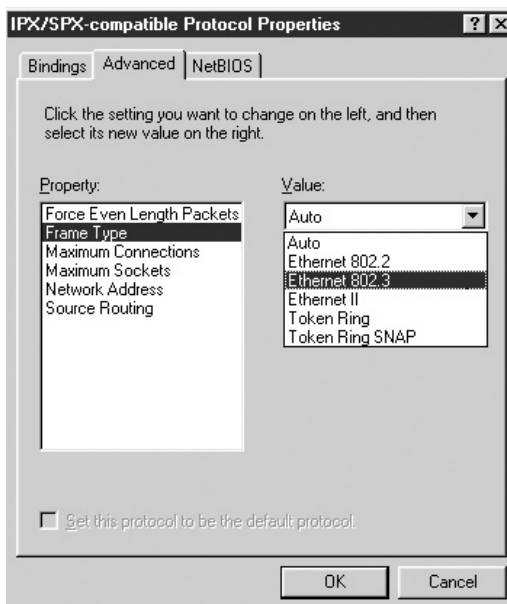 IPX/SPX-compatible Protocol Properties
Bindings Advanced NetBIOS
Click the setting you want to change on the left, and then
select its new value on the right.
Property:
Force Even Length Packets
Frame Type
Maximum Connections
Maximum Sockets
Network Address
Source Routing
Value:
Auto
Auto
Ethernet 802.2
Ethernet 802.3
Ethernet II
Token Ring
Token Ring SNAP
Set this protocol to be the default protocol.
OK Cancel